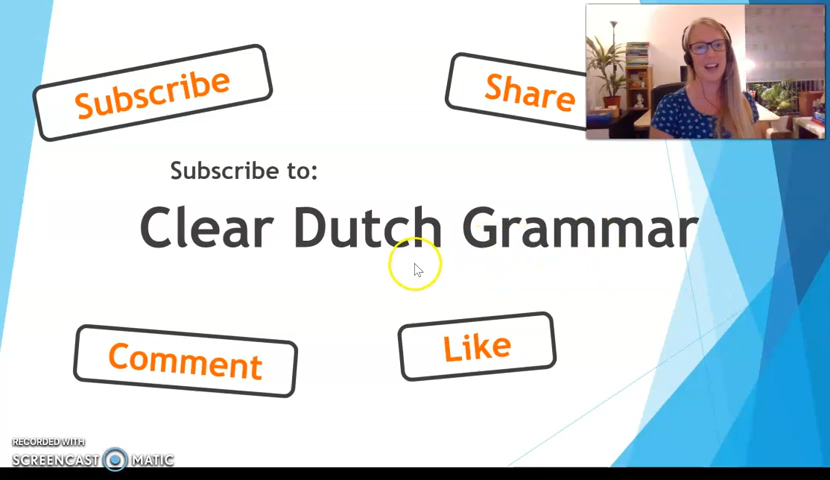 Subscribe
Share
Subscribe to:
Clear Dutch Grammar
Comment
Like
RECORDED WITH
SCREENCAST MATIC